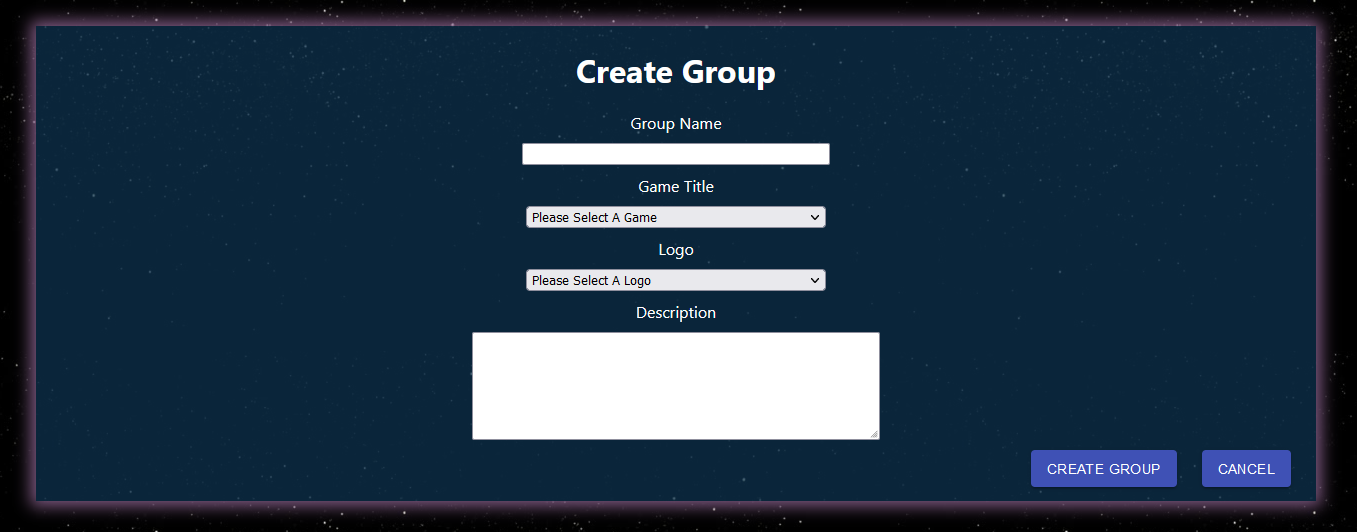 Create Group
Group Name
Game Title
Please Select A Game
Logo
Please Select A Logo
Description
CREATE GROUP
CANCEL